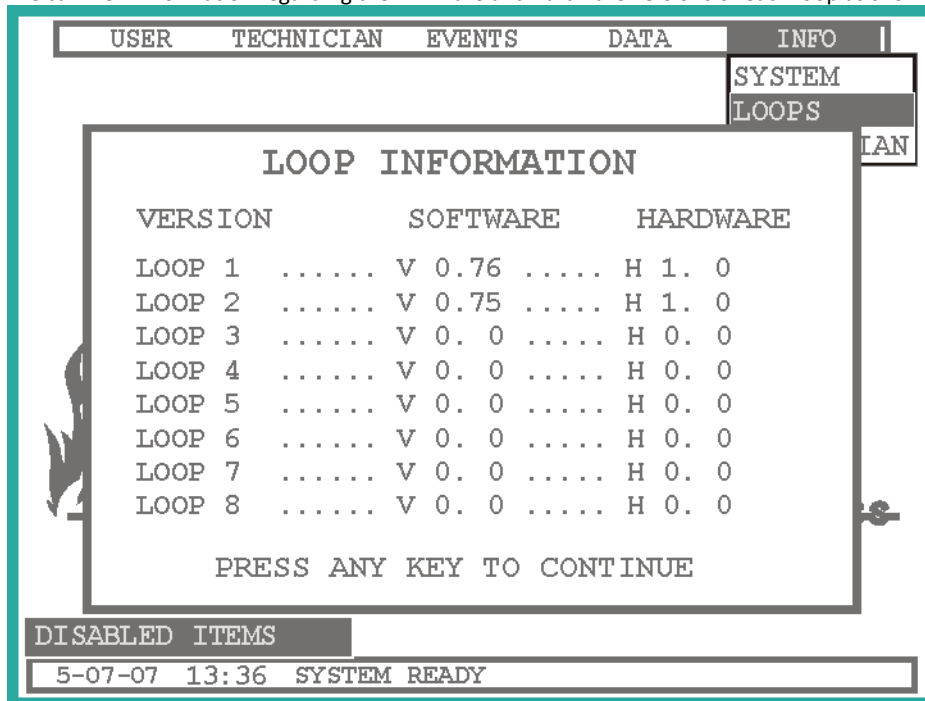 USER TECHNICIAN EVENTS DATA INFO
SYSTEM
LOOPS
IAN
LOOP INFORMATION
VERSION SOFTWARE HARDWARE
LOOP 1 ...... V 0.76 ..... H 1. 0
LOOP 2 ...... V 0.75 ..... H 1. 0
LOOP 3 ...... V 0. 0 ..... H 0. 0
LOOP 4 ...... V 0. 0 ..... H 0. 0
LOOP 5 ...... V 0. 0 ..... H 0. 0
LOOP 6 ...... V 0. 0 ..... H 0. 0
LOOP 7 ...... V 0. 0 ..... H 0. 0
LOOP 8 ...... V 0. 0 ..... H 0. 0
S
PRESS ANY KEY TO CONTINUE
DISABLED ITEMS
5-07-07 13:36 SYSTEM READY